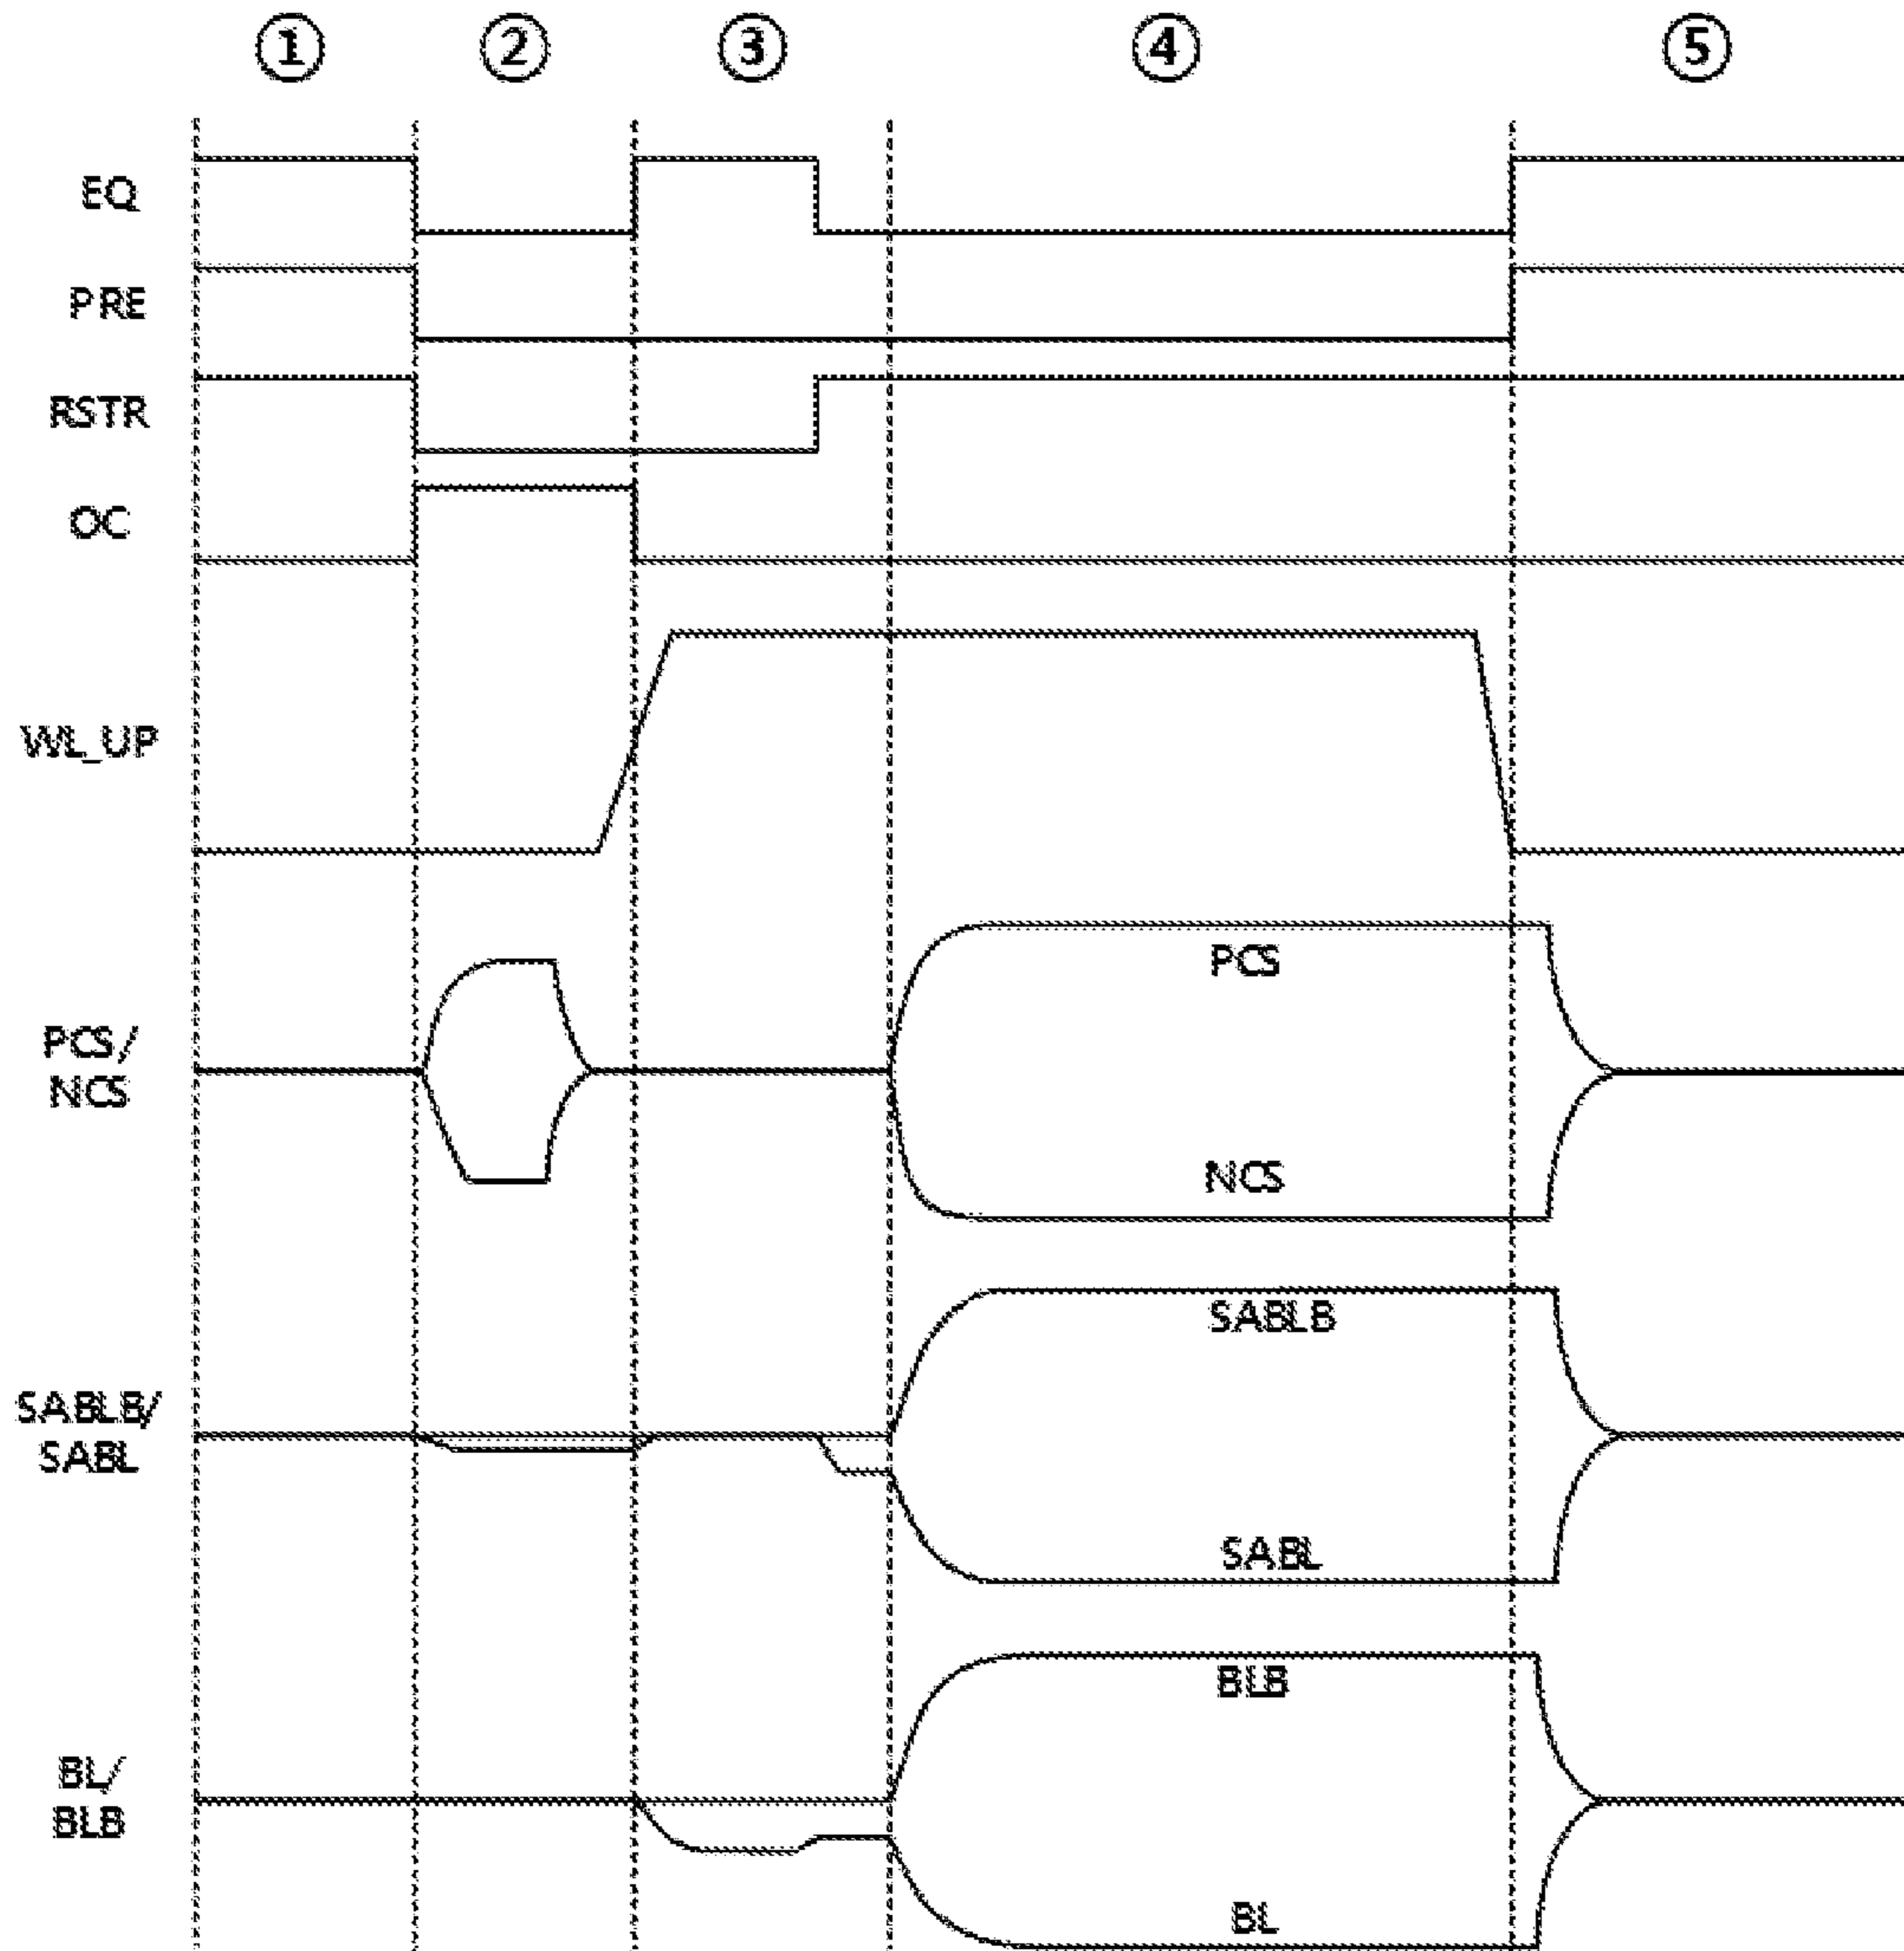 ① ② ③ ④ ⑤
EQ
PRE
RSTR
OC
WL_UP
PCS
PCS/
NCS
NCS
SABLB
SABLB/
SABL
SABL
BLB
BL/
BLB
BL